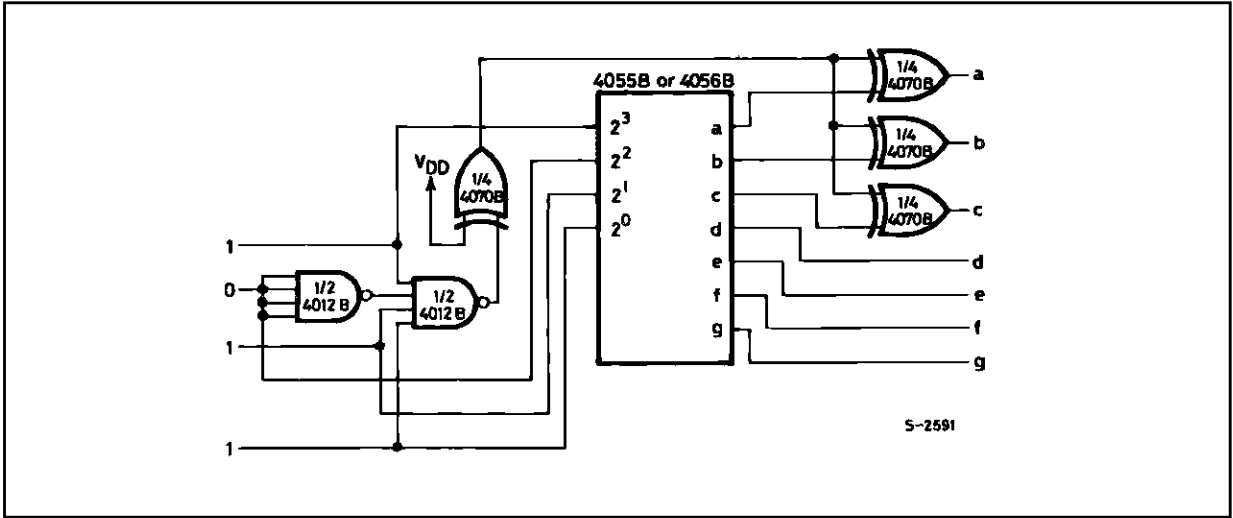 4055B or 4056B
1/4
4070B
a
2³
a
1/4
4070B
b
V_DD
1/4
4070B
2²
b
2¹
c
1/4
4070B
c
2⁰
d
1
d
e
e
0
1/2
4012 B
1/2
4012 B
f
f
g
1
g
S-2591
1